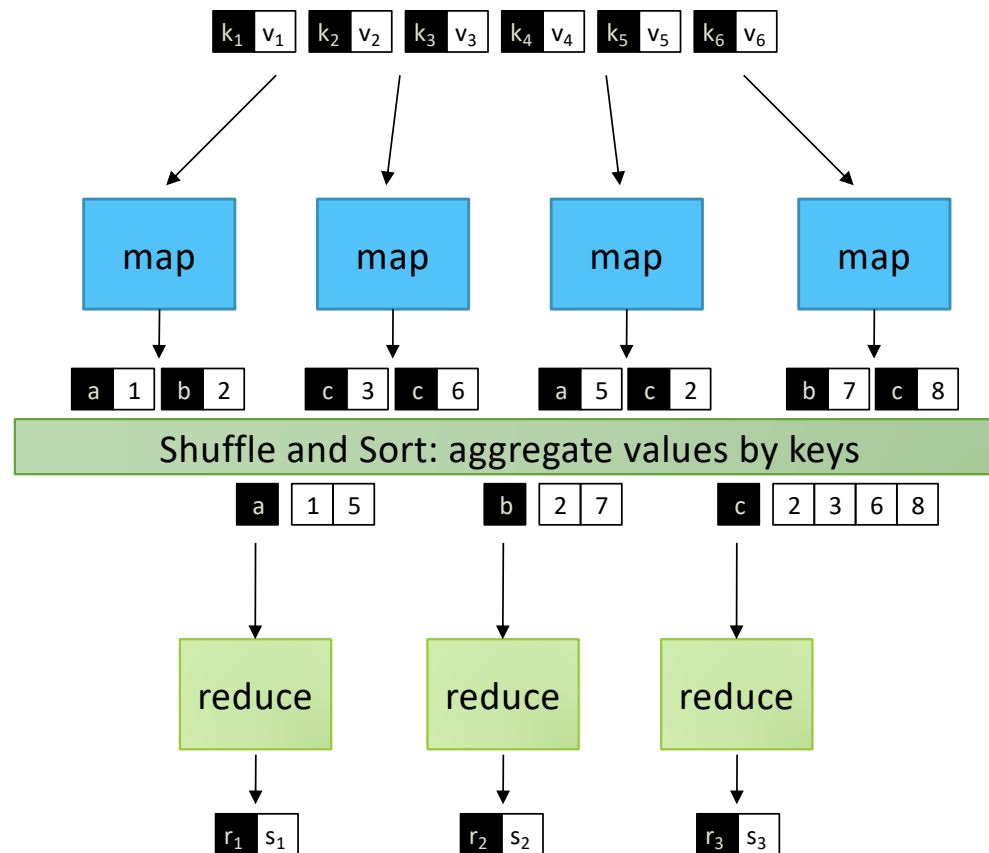 k₁ v₁ k₂ v₂ k₃ v₃ k₄ v₄ k₅ v₅ k₆ v₆
map map map map
a 1 b 2 c 3 c 6 a 5 c 2 b 7 c 8
Shuffle and Sort: aggregate values by keys
a 1 5 b 2 7 c 2 3 6 8
reduce reduce reduce
r₁ s₁ r₂ s₂ r₃ s₃